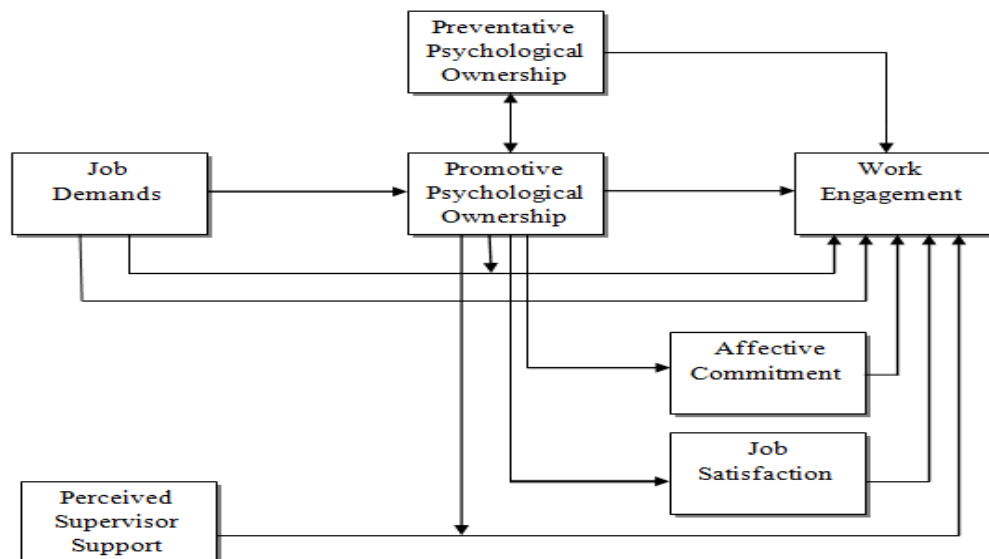 Preventative
Psychological
Ownership
Job
Demands
Promotive
Psychological
Ownership
Work
Engagement
Affective
Commitment
Job
Satisfaction
Perceived
Supervisor
Support